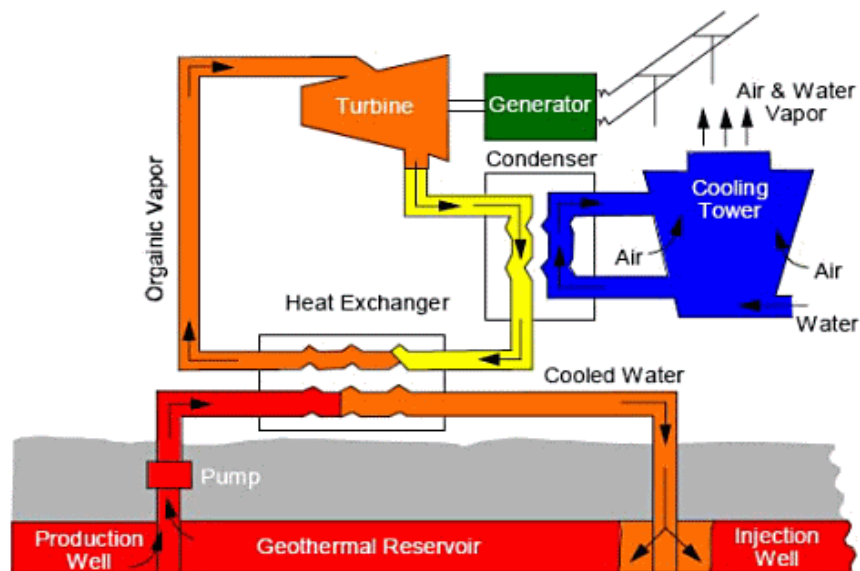 Turbine
Generator
Air & Water
Vapor
Condenser
Cooling
Tower
Orgainic Vapor
Air
Air
Heat Exchanger
Water
Cooled Water
Pump
Production
Well
Geothermal Reservoir
Injection
Well